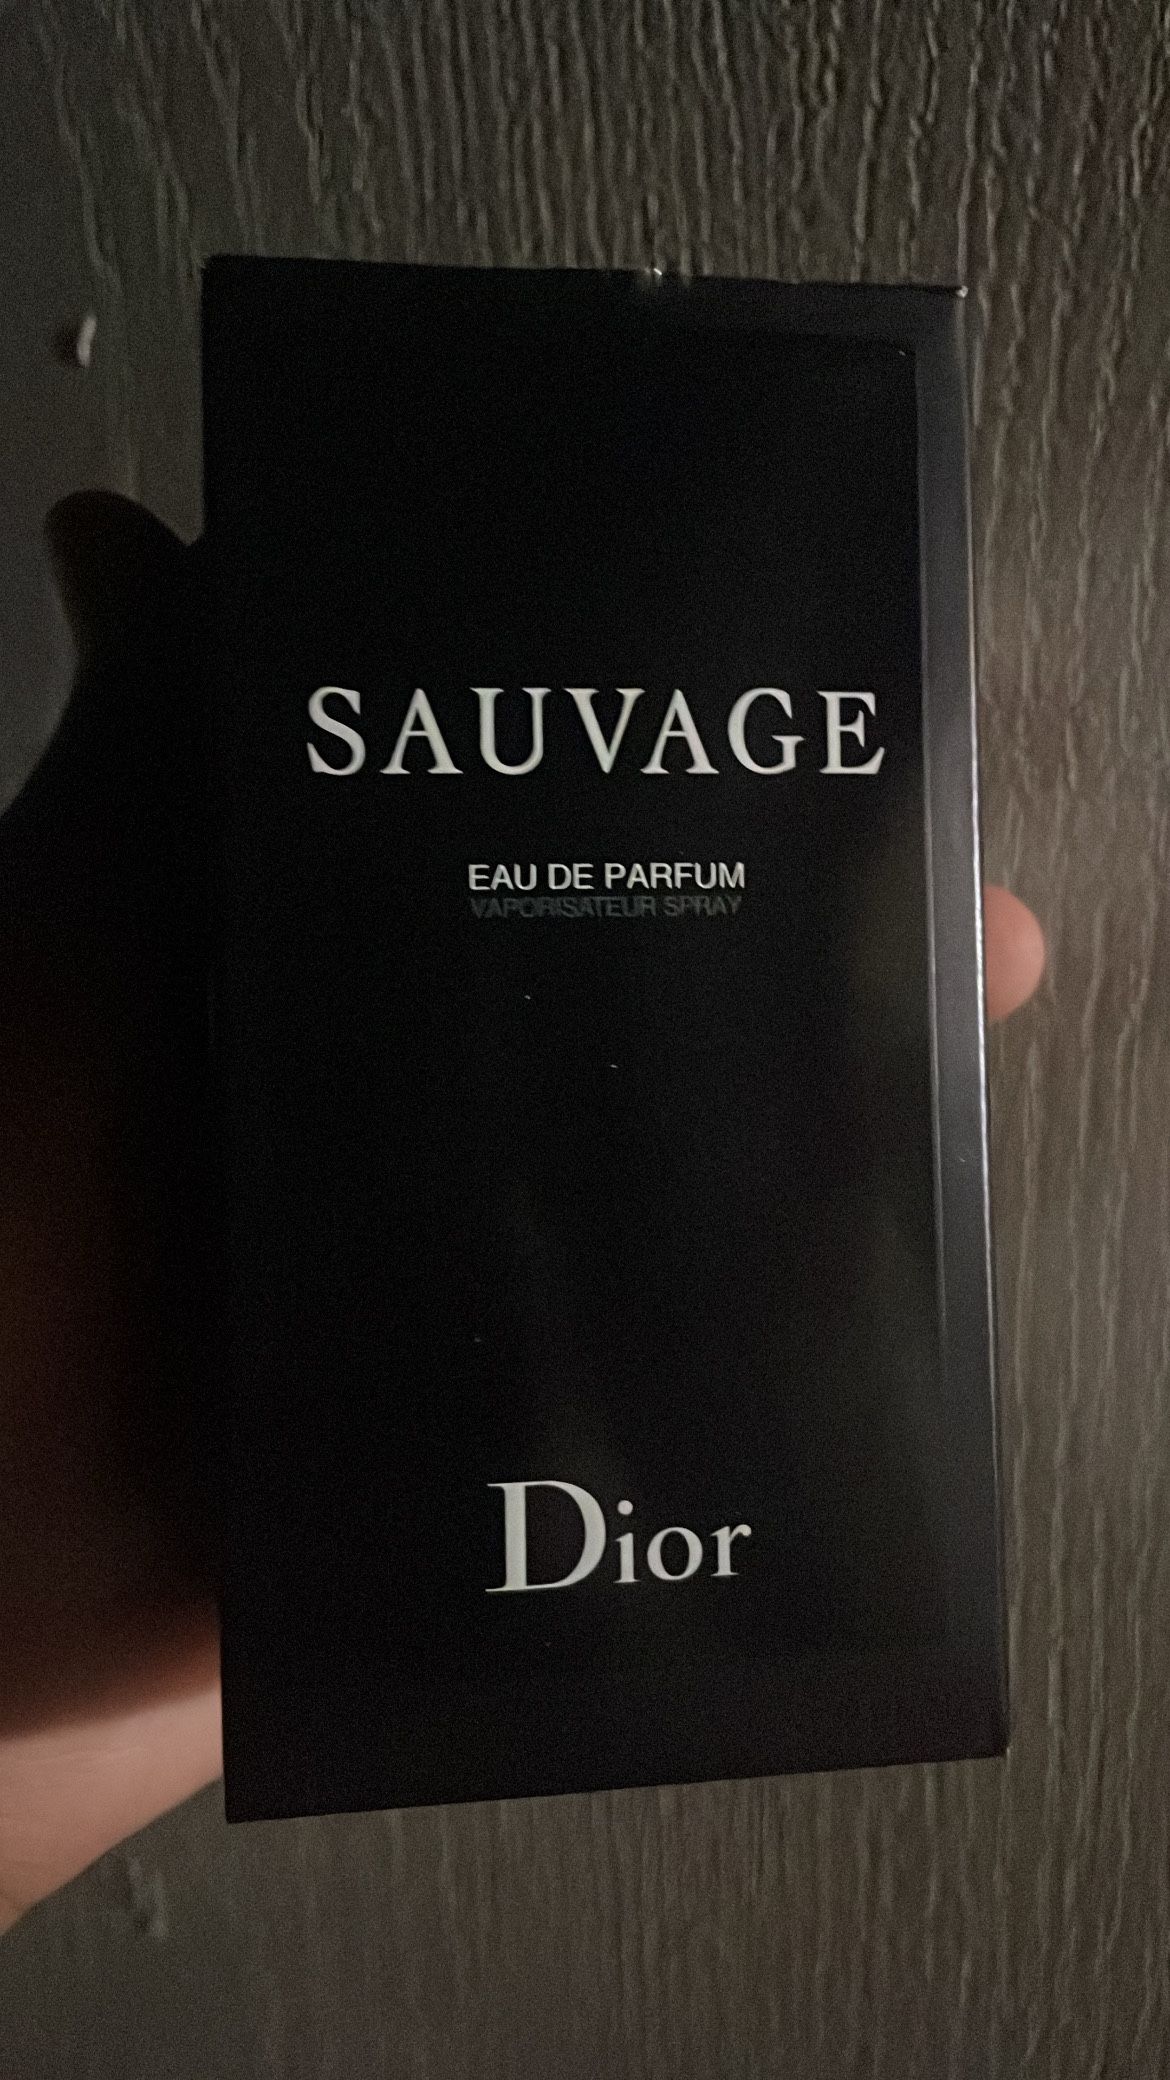 SAUVAGE
EAU DE PARFUM
VAPORISATEUR SPRAY
Dior